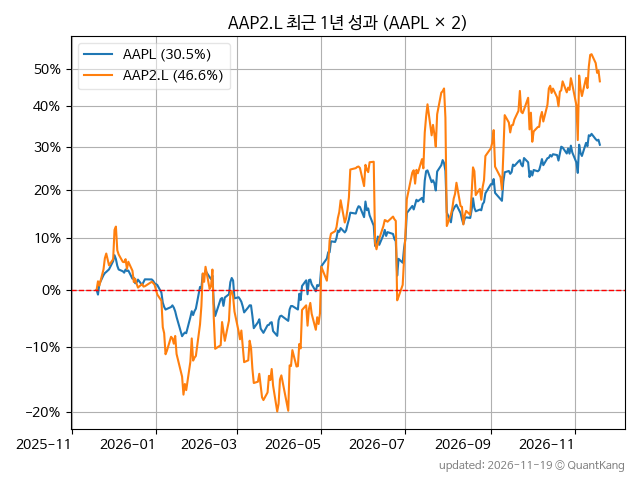 AAP2.L 최근 1년 성과 (AAPL × 2)
AAPL (30.5%)
AAP2.L (46.6%)
50%
40%
30%
20%
10%
0%
−10%
−20%
2025-11 2026-01 2026-03 2026-05 2026-07 2026-09 2026-11
updated: 2026-11-19 © QuantKang